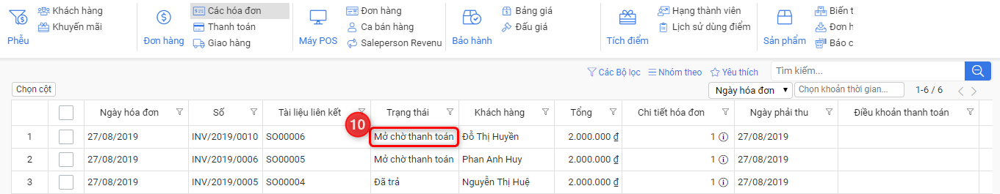 Phễu
Khách hàng
Khuyến mãi
Đơn hàng
Các hóa đơn
Thanh toán
Giao hàng
Máy POS
Đơn hàng
Ca bán hàng
Saleperson Revenu
Bảo hành
Bảng giá
Đấu giá
Tích điểm
Hạng thành viên
Lịch sử dùng điểm
Sản phẩm
Biến t
Đơn h
Báo c
Các Bộ lọc Nhóm theo Yêu thích Tìm kiếm...
Chọn cột Ngày hóa đơn Chọn khoản thời gian... 1-6 / 6
Ngày hóa đơn Số Tài liệu liên kết Trạng thái Khách hàng Tổng Chi tiết hóa đơn Ngày phải thu Điều khoản thanh toán
10
1 27/08/2019 INV/2019/0010 SO00006 Mở chờ thanh toán Đỗ Thị Huyền 2.000.000 ₫ 1 27/08/2019
2 27/08/2019 INV/2019/0006 SO00005 Mở chờ thanh toán Phan Anh Huy 2.000.000 ₫ 1 27/08/2019
3 27/08/2019 INV/2019/0005 SO00004 Đã trả Nguyễn Thị Huệ 2.000.000 ₫ 1 27/08/2019